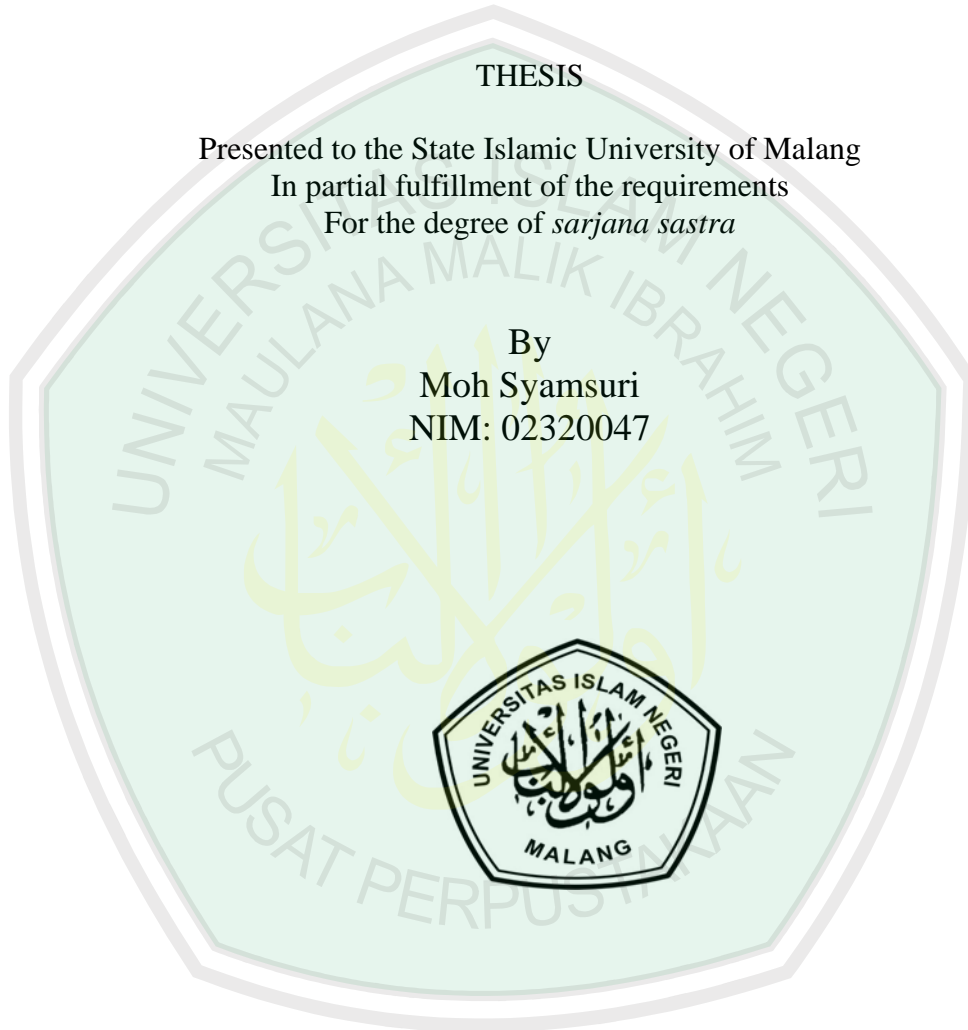 THESIS
Presented to the State Islamic University of Malang
In partial fulfillment of the requirements
For the degree of sarjana sastra
By
Moh Syamsuri
NIM: 02320047
UNIVERSITAS ISLAM NEGERI
MAULANA MALIK IBRAHIM
PUSAT PERPUSTAKAAN
UNIVERSITAS ISLAM NEGERI
MALANG